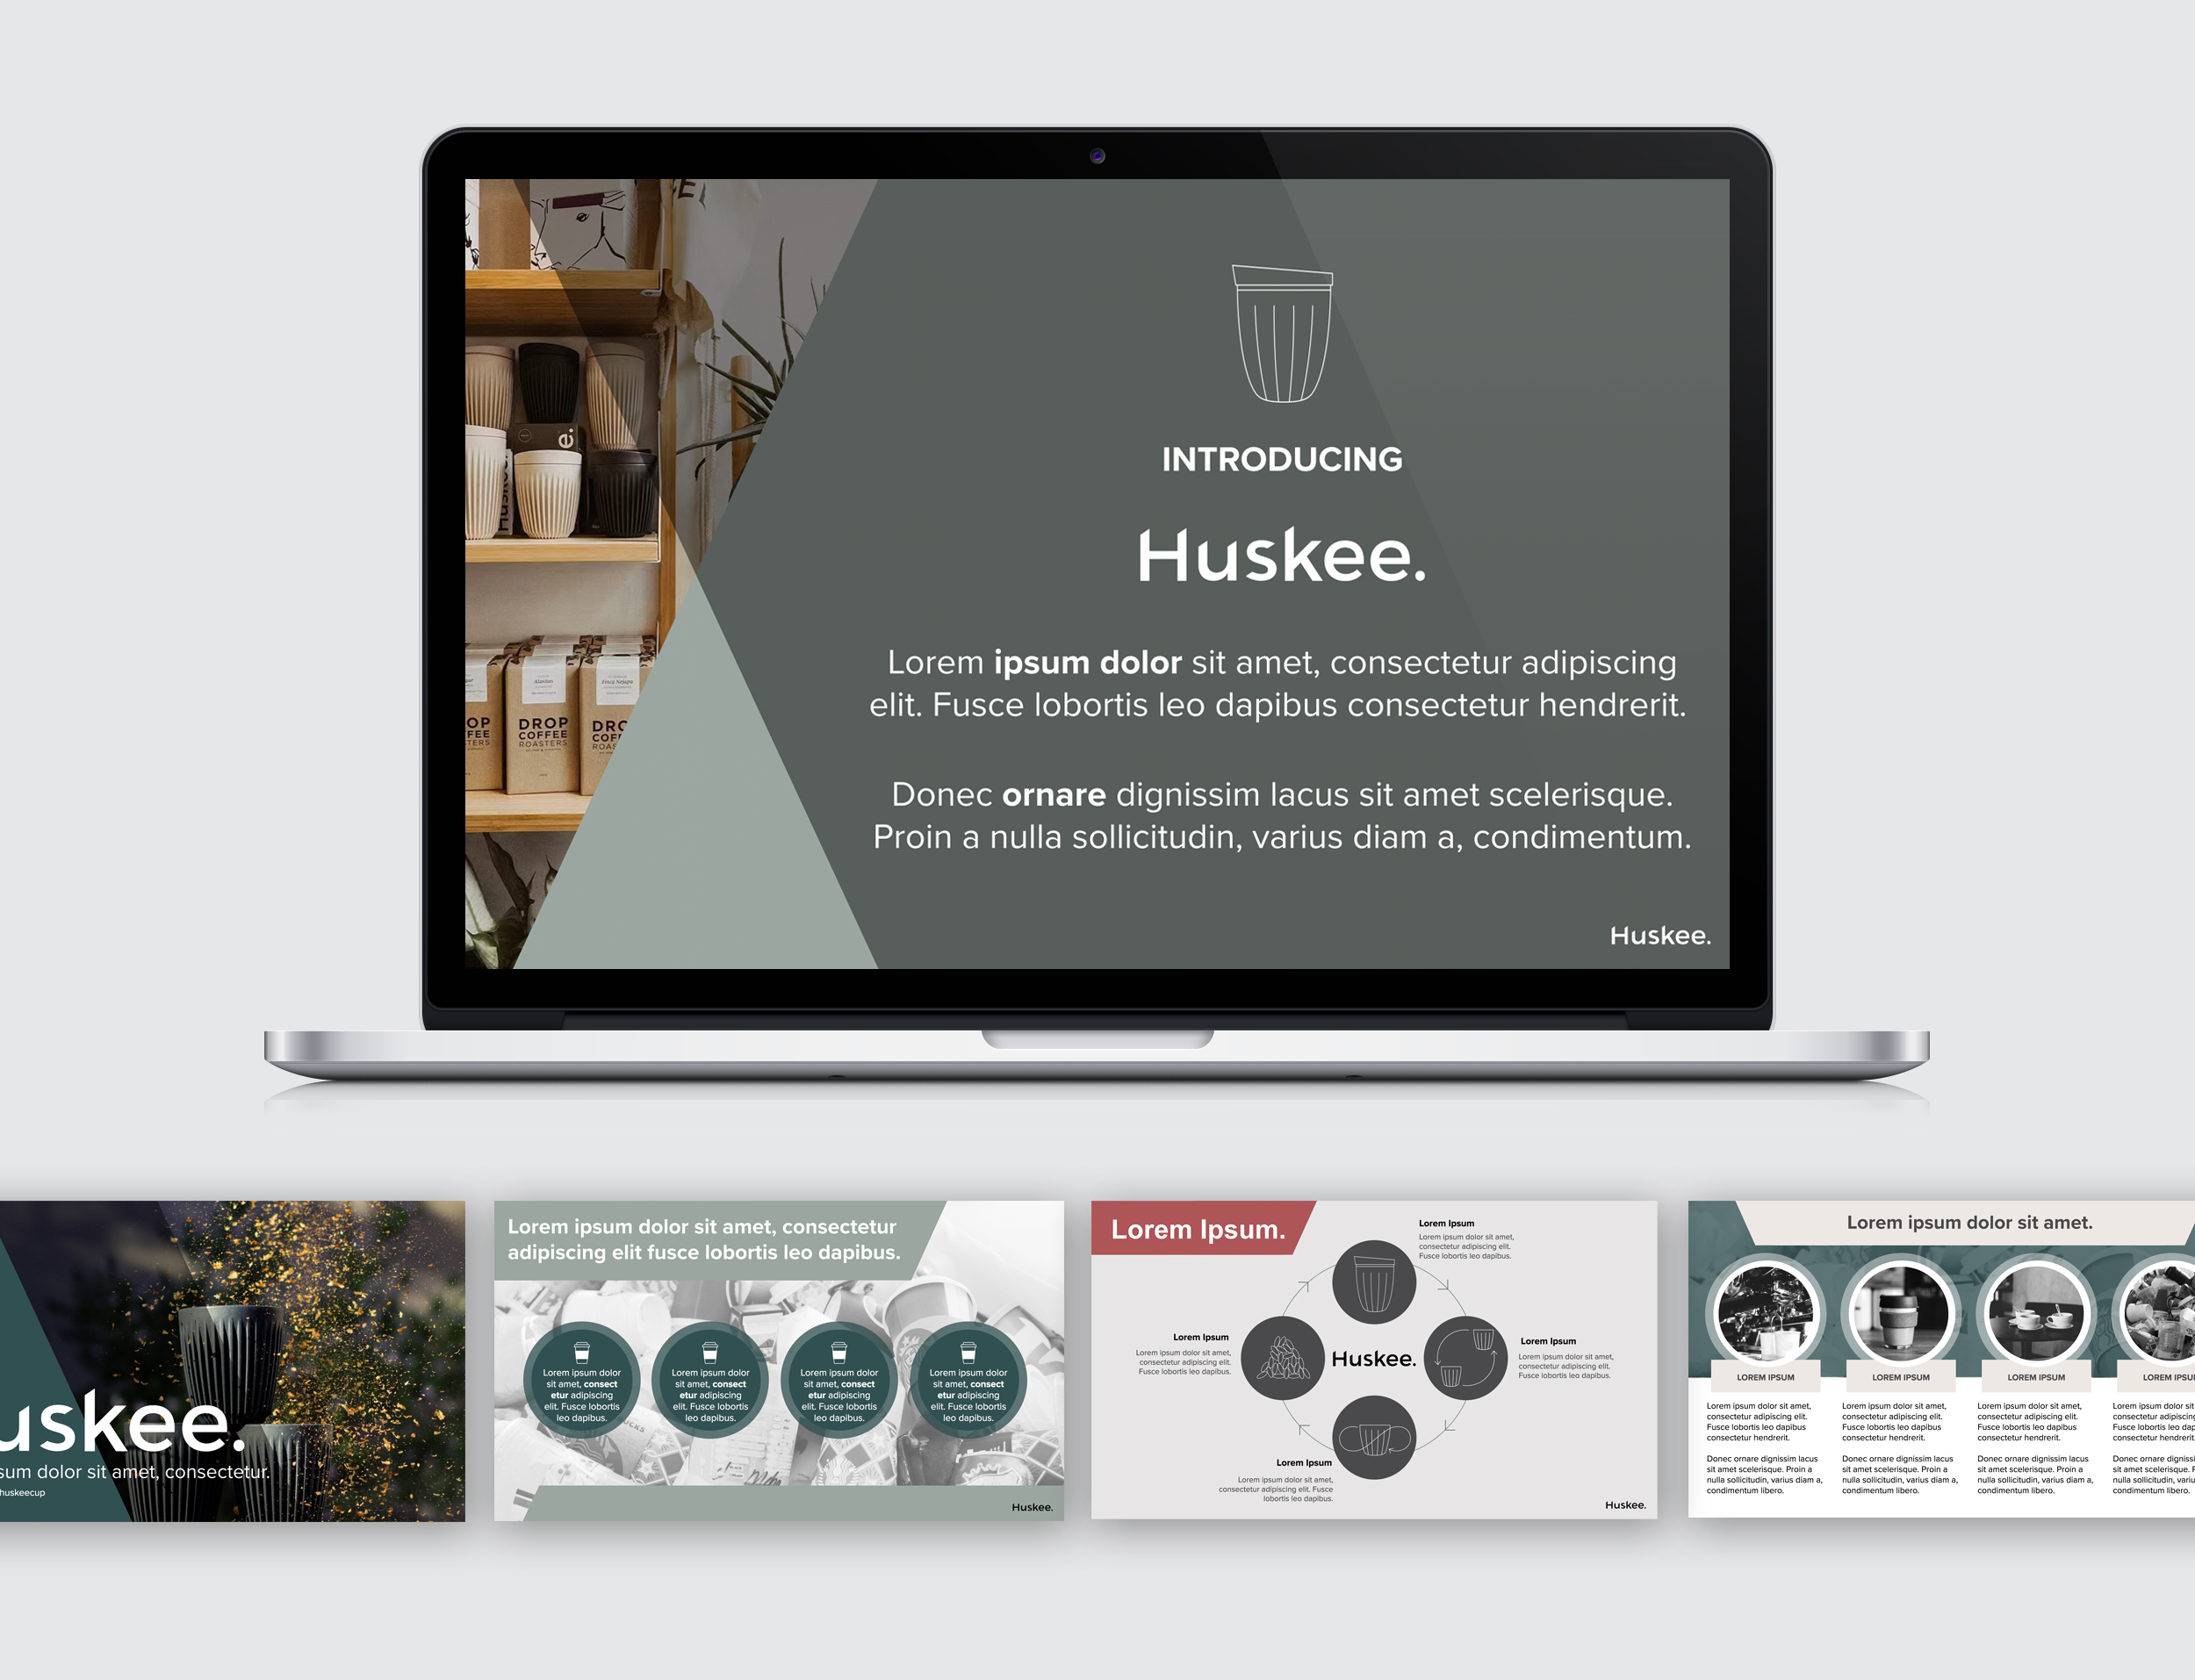 E
e.
Huskee.
DROP
COFFEE
ROASTERS
INTRODUCING
Huskee.
Lorem ipsum dolor sit amet, consectetur adipiscing
elit. Fusce lobortis leo dapibus consectetur hendrerit.
Donec ornare dignissim lacus sit amet scelerisque.
Proin a nulla sollicitudin, varius diam a, condimentum.
Huskee.
uskee.
sum dolor sit amet, consectetur.
huskeecup
Lorem ipsum dolor sit amet, consectetur
adipiscing elit fusce lobortis leo dapibus.
Lorem ipsum dolor
sit amet, consect
etur adipiscing
elit. Fusce lobortis
leo dapibus.
Lorem ipsum dolor
sit amet, consect
etur adipiscing
elit. Fusce lobortis
leo dapibus.
Lorem ipsum dolor
sit amet, consect
etur adipiscing
elit. Fusce lobortis
leo dapibus.
Lorem ipsum dolor
sit amet, consect
etur adipiscing
elit. Fusce lobortis
leo dapibus.
Huskee.
Lorem Ipsum.
Lorem Ipsum
Lorem ipsum dolor sit amet,
consectetur adipiscing elit.
Fusce lobortis leo dapibus.
Lorem Ipsum
Lorem ipsum dolor sit amet,
consectetur adipiscing elit.
Fusce lobortis leo dapibus.
Huskee.
Lorem Ipsum
Lorem ipsum dolor sit amet,
consectetur adipiscing elit.
Fusce lobortis leo dapibus.
Lorem Ipsum
Lorem ipsum dolor sit amet,
consectetur adipiscing elit. Fusce
lobortis leo dapibus.
Huskee.
Lorem ipsum dolor sit amet.
LOREM IPSUM
Lorem ipsum dolor sit amet,
consectetur adipiscing elit.
Fusce lobortis leo dapibus
consectetur hendrerit.
Donec ornare dignissim lacus
sit amet scelerisque. Proin a
nulla sollicitudin, varius diam a,
condimentum libero.
LOREM IPSUM
Lorem ipsum dolor sit amet,
consectetur adipiscing elit.
Fusce lobortis leo dapibus
consectetur hendrerit.
Donec ornare dignissim lacus
sit amet scelerisque. Proin a
nulla sollicitudin, varius diam a,
condimentum libero.
LOREM IPSUM
Lorem ipsum dolor sit amet,
consectetur adipiscing elit.
Fusce lobortis leo dapibus
consectetur hendrerit.
Donec ornare dignissim lacus
sit amet scelerisque. Proin a
nulla sollicitudin, varius diam a,
condimentum libero.
LOREM IPSU
Lorem ipsum dolor sit
consectetur adipiscing
Fusce lobortis leo dap
consectetur hendrerit.
Donec ornare dignissi
sit amet scelerisque. P
nulla sollicitudin, variu
condimentum libero.